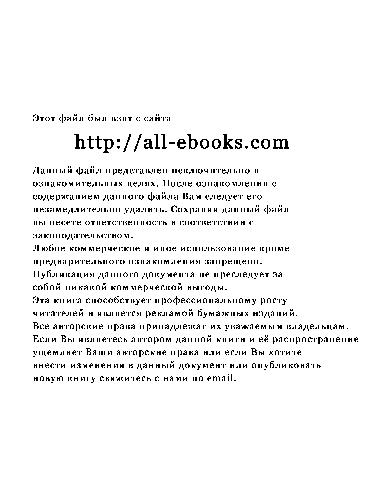 Этот файл был взят с сайта
http://all-ebooks.com
Данный файл представлен исключительно в
ознакомительных целях. После ознакомления с
содержанием данного файла Вам следует его
незамедлительно удалить. Сохраняя данный файл
вы несете ответственность в соответствии с
законодательством.
Любое коммерческое и иное использование кроме
предварительного ознакомления запрещено.
Публикация данного документа не преследует за
собой никакой коммерческой выгоды.
Эта книга способствует профессиональному росту
читателей и является рекламой бумажных изданий.
Все авторские права принадлежат их уважаемым владельцам.
Если Вы являетесь автором данной книги и её распространение
ущемляет Ваши авторские права или если Вы хотите
внести изменения в данный документ или опубликовать
новую книгу свяжитесь с нами по email.